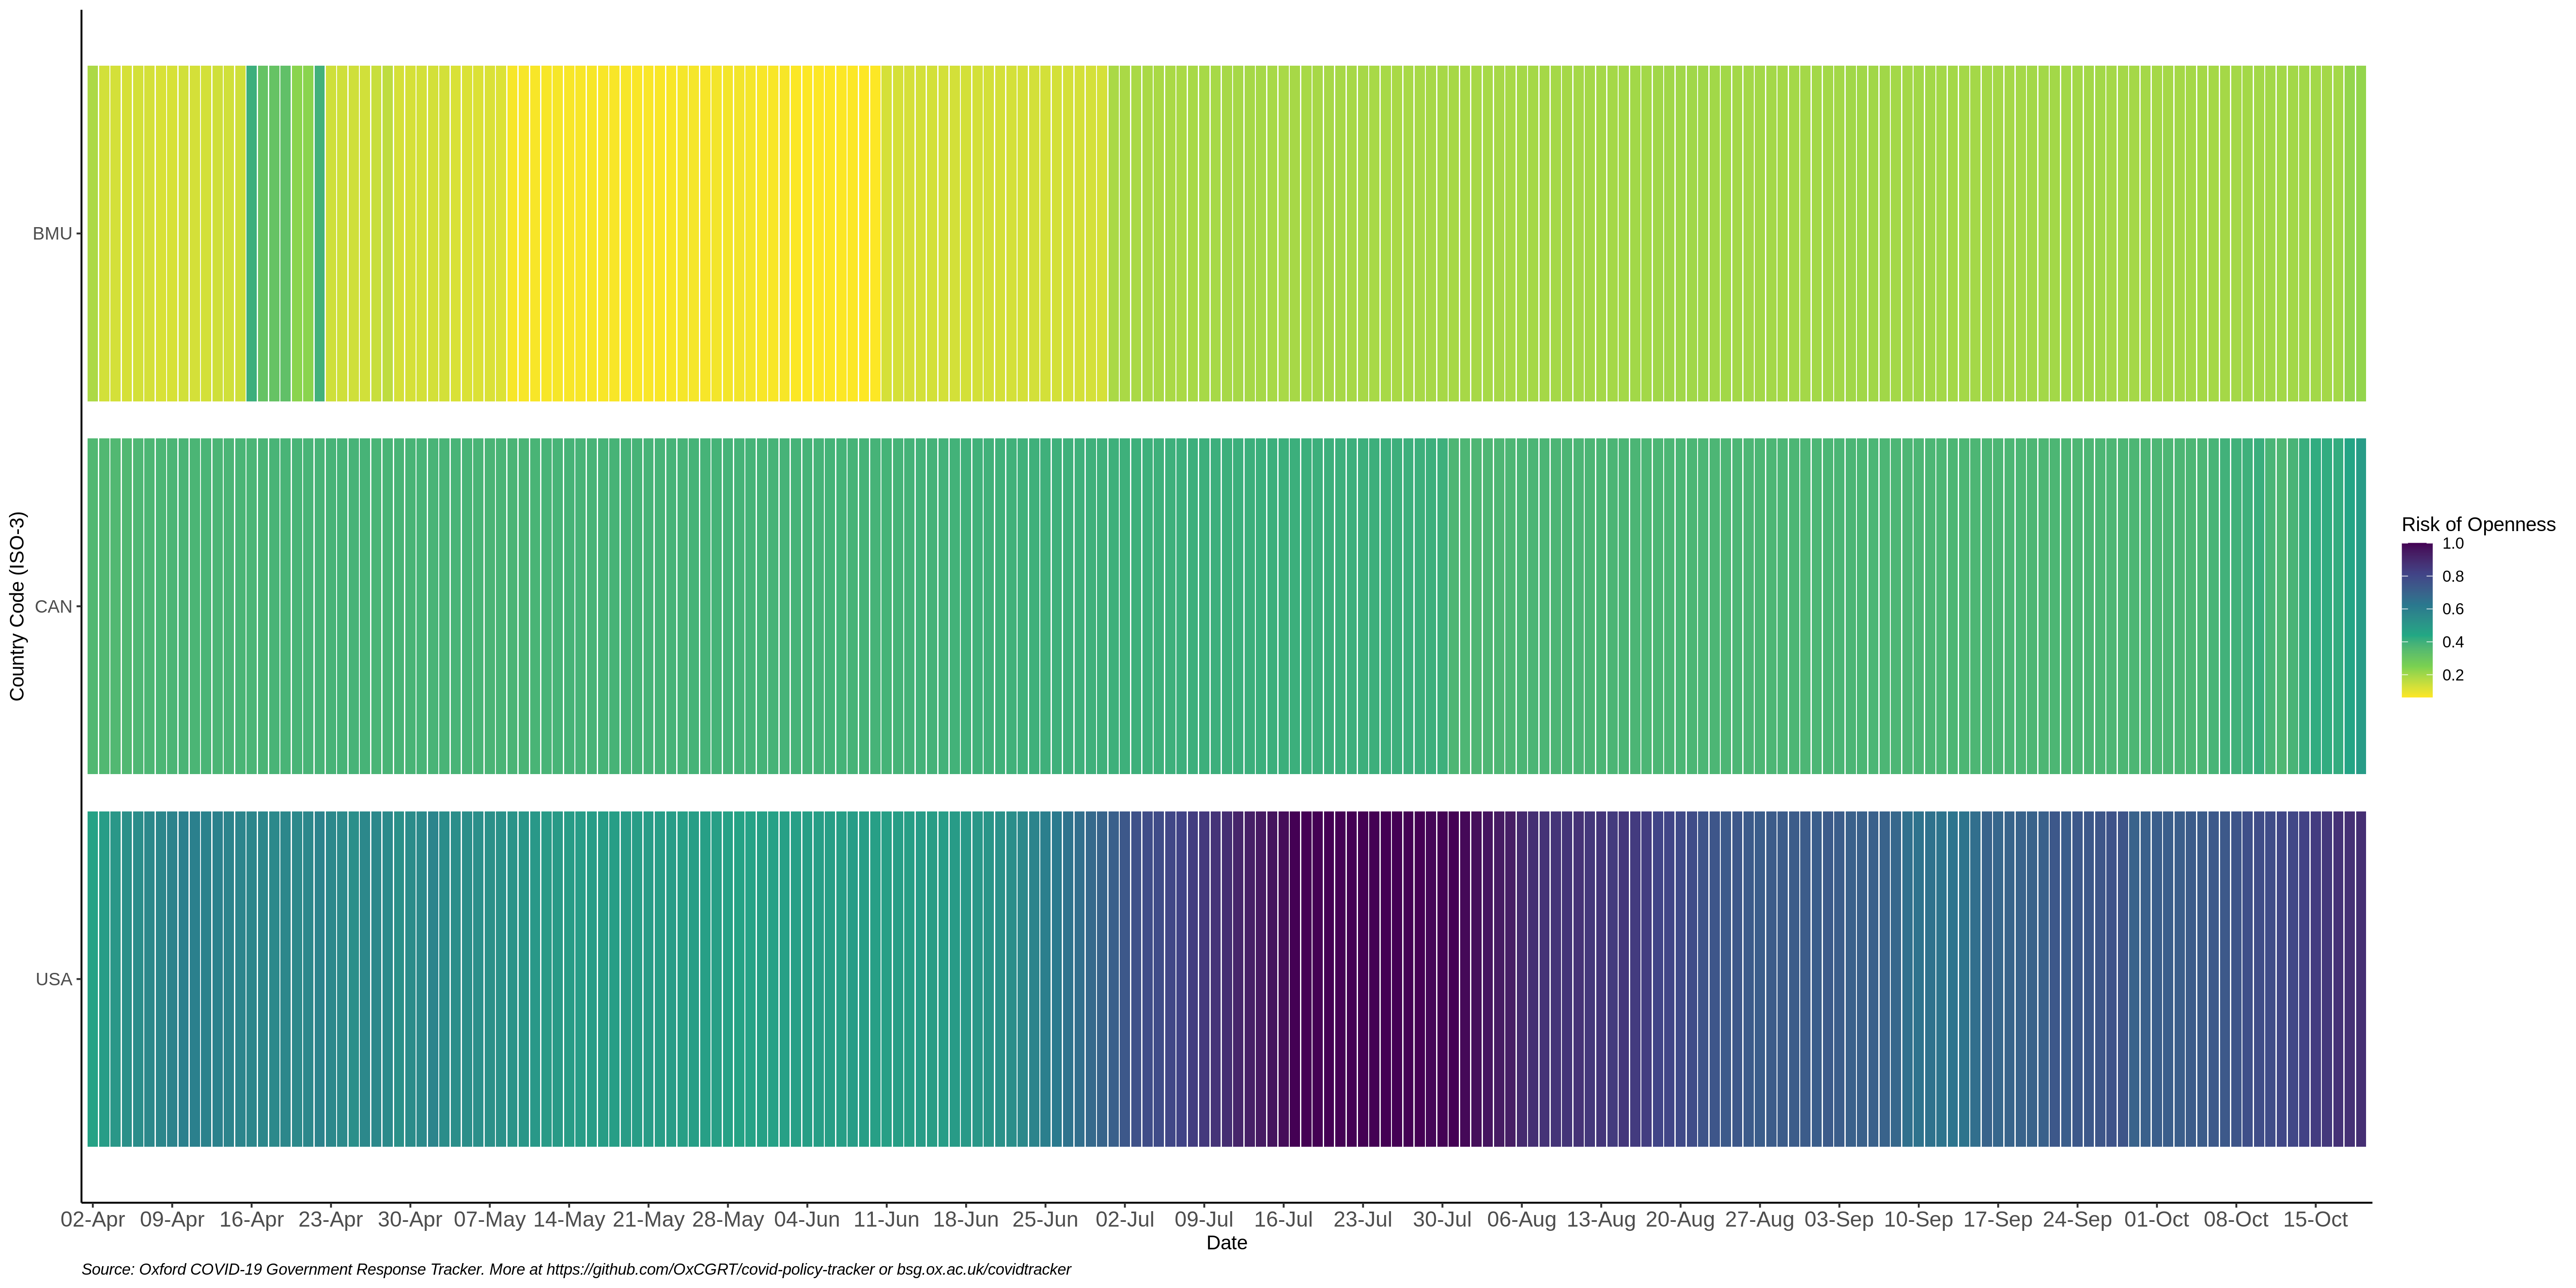 BMU
CAN
USA
Country Code (ISO-3)
02-Apr 09-Apr 16-Apr 23-Apr 30-Apr 07-May 14-May 21-May 28-May 04-Jun 11-Jun 18-Jun 25-Jun 02-Jul 09-Jul 16-Jul 23-Jul 30-Jul 06-Aug 13-Aug 20-Aug 27-Aug 03-Sep 10-Sep 17-Sep 24-Sep 01-Oct 08-Oct 15-Oct
Date
Risk of Openness
1.0
0.8
0.6
0.4
0.2
Source: Oxford COVID-19 Government Response Tracker. More at https://github.com/OxCGRT/covid-policy-tracker or bsg.ox.ac.uk/covidtracker